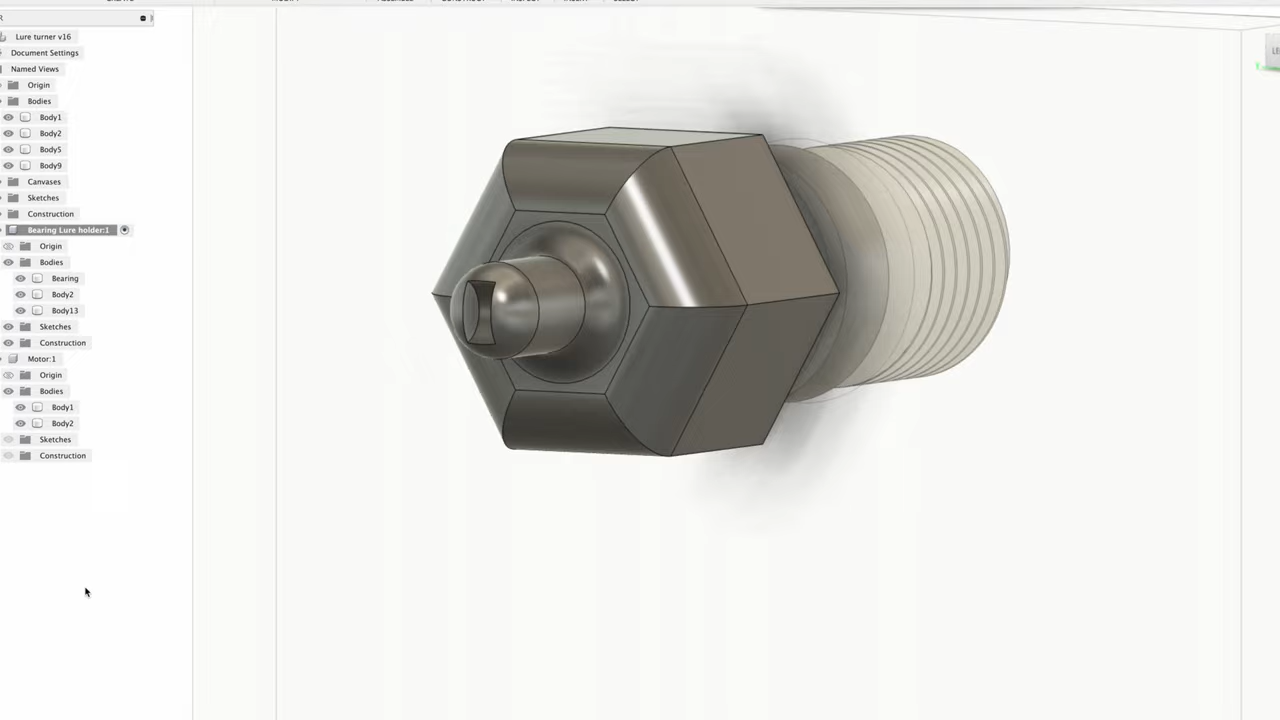 Lure turner v16
Document Settings
Named Views
Origin
Bodies
Body1
Body2
Body5
Body9
Canvases
Sketches
Construction
Bearing Lure holder:1
Origin
Bodies
Bearing
Body2
Body13
Sketches
Construction
Motor:1
Origin
Bodies
Body1
Body2
Sketches
Construction